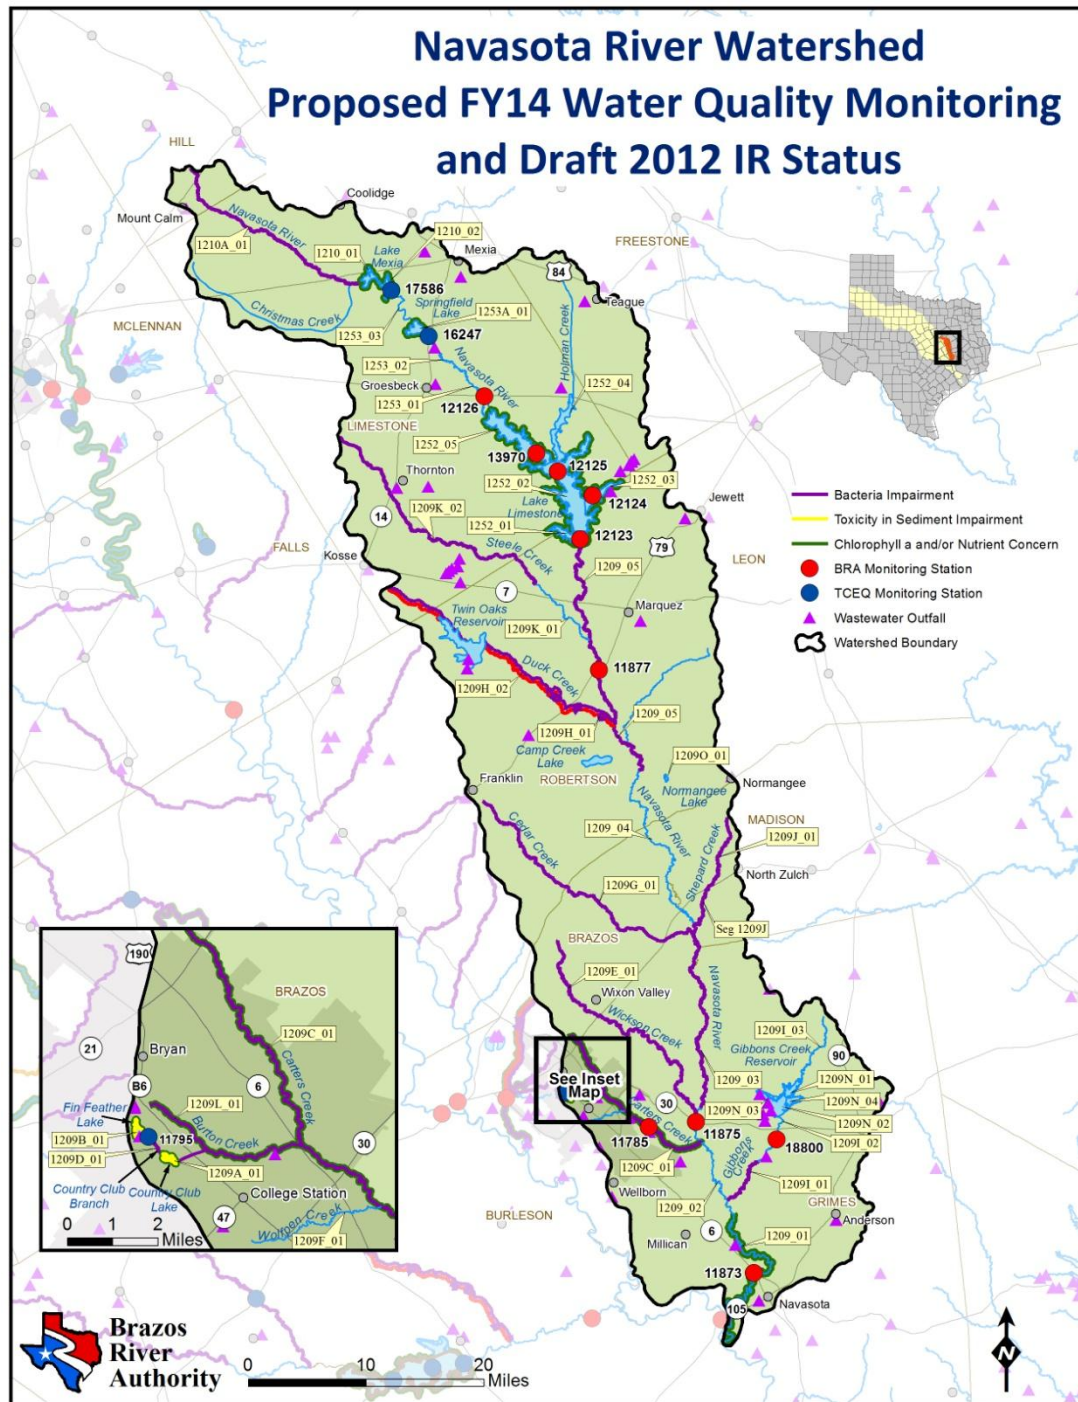 Navasota River Watershed
Proposed FY14 Water Quality Monitoring
and Draft 2012 IR Status
HILL
Coolidge
Mount Calm
Navasota River
1210A_01
1210_01
Lake
Mexia
1210_02
Mexia
FREESTONE
84
Teague
17586
Springfield
Lake
1253A_01
Christmas Creek
MCLENNAN
1253_03
16247
1253_02
Navasota River
Holman Creek
Groesbeck
1253_01
12126
1252_04
LIMESTONE
1252_05
13970
12125
Thornton
1252_02
1252_03
12124
Lake
Limestone
1209K_02
Jewett
14
1252_01
12123
Steele Creek
79
FALLS
Kosse
LEON
1209_05
7
Twin Oaks
Reservoir
Marquez
1209K_01
Duck Creek
11877
1209H_02
1209_05
1209H_01
Camp Creek
Lake
1209O_01
ROBERTSON
Franklin
Normangee
Lake
Normangee
Navasota River
MADISON
1209_04
1209J_01
Cedar Creek
Shepard Creek
North Zulch
1209G_01
Seg 1209J
BRAZOS
1209E_01
Wixon Valley
Navasota River
Wickson Creek
1209I_03
Gibbons Creek
Reservoir
90
See Inset
Map
1209_03
1209N_01
30
1209N_04
Carters Creek
1209N_03
1209N_02
11785
11875
1209I_02
18800
Gibbons
Creek
1209C_01
1209I_01
Wellborn
1209_02
GRIMES
BURLESON
6
Anderson
Millican
1209_01
11873
Navasota
105
Bacteria Impairment
Toxicity in Sediment Impairment
Chlorophyll a and/or Nutrient Concern
BRA Monitoring Station
TCEQ Monitoring Station
Wastewater Outfall
Watershed Boundary
190
BRAZOS
1209C_01
21
Bryan
Carters Creek
B6
6
1209L_01
Fin Feather
Lake
Burton Creek
1209B_01
11795
30
1209D_01
1209A_01
Country Club
Branch
Country Club
Lake
College Station
47
Wolfpen Creek
1209F_01
0 1 2
Miles
Brazos
River
Authority
0 10 20
Miles
N